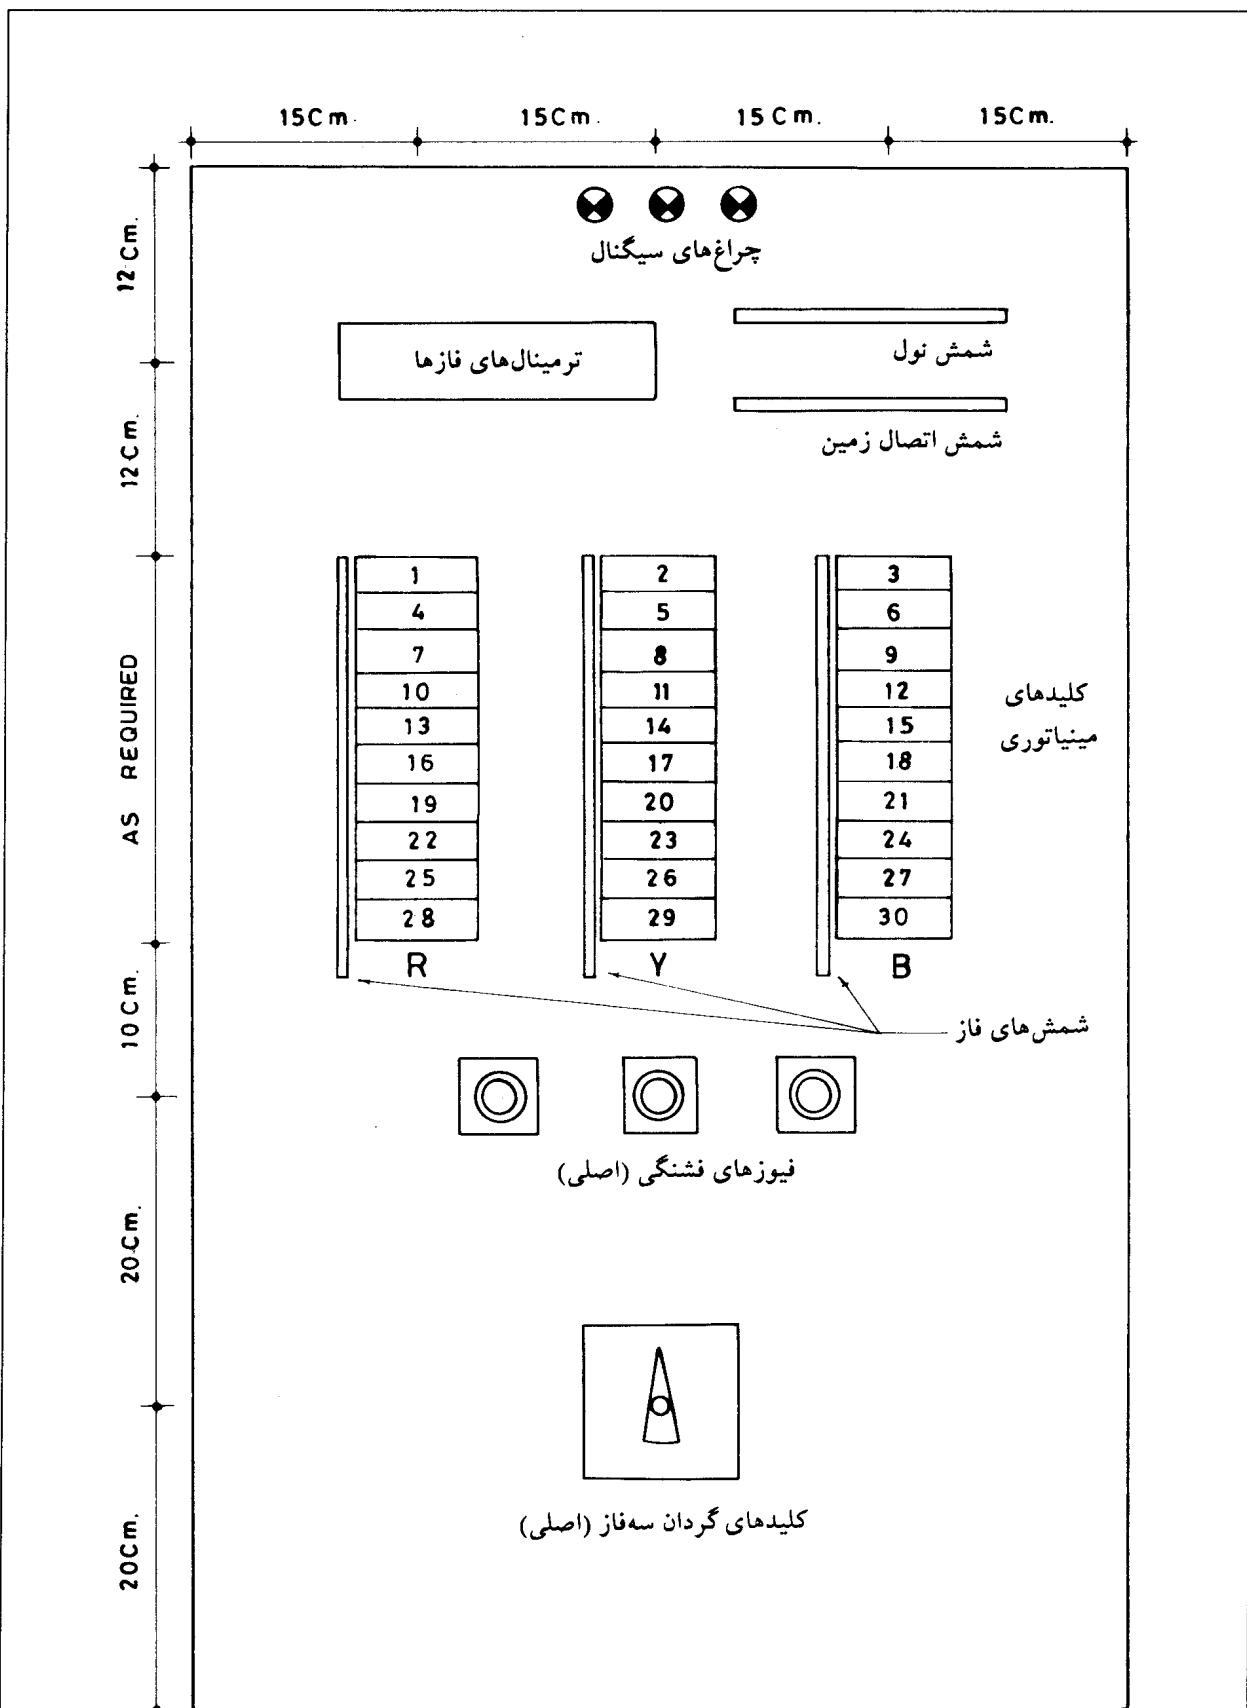 15Cm.
15Cm.
15Cm.
15Cm.
12Cm.
چراغ‌های سیگنال
ترمینال‌های فازها
شمش نول
شمش اتصال زمین
12Cm.
1
2
3
4
5
6
7
8
9
10
11
12
13
14
15
16
17
18
19
20
21
22
23
24
25
26
27
28
29
30
AS REQUIRED
کلیدهای
مینیاتوری
R
Y
B
10Cm.
شمش‌های فاز
فیوزهای فشنگی (اصلی)
20Cm.
کلیدهای گردان سه‌فاز (اصلی)
20Cm.